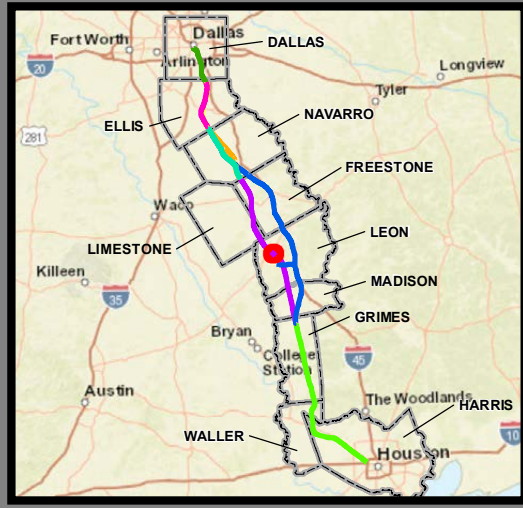 Fort Worth
Dallas
DALLAS
Arlington
20
Longview
Tyler
NAVARRO
ELLIS
281
FREESTONE
Waco
LEON
LIMESTONE
Killeen
MADISON
35
GRIMES
Bryan
College
Station
45
Austin
The Woodlands
HARRIS
WALLER
10
Houston